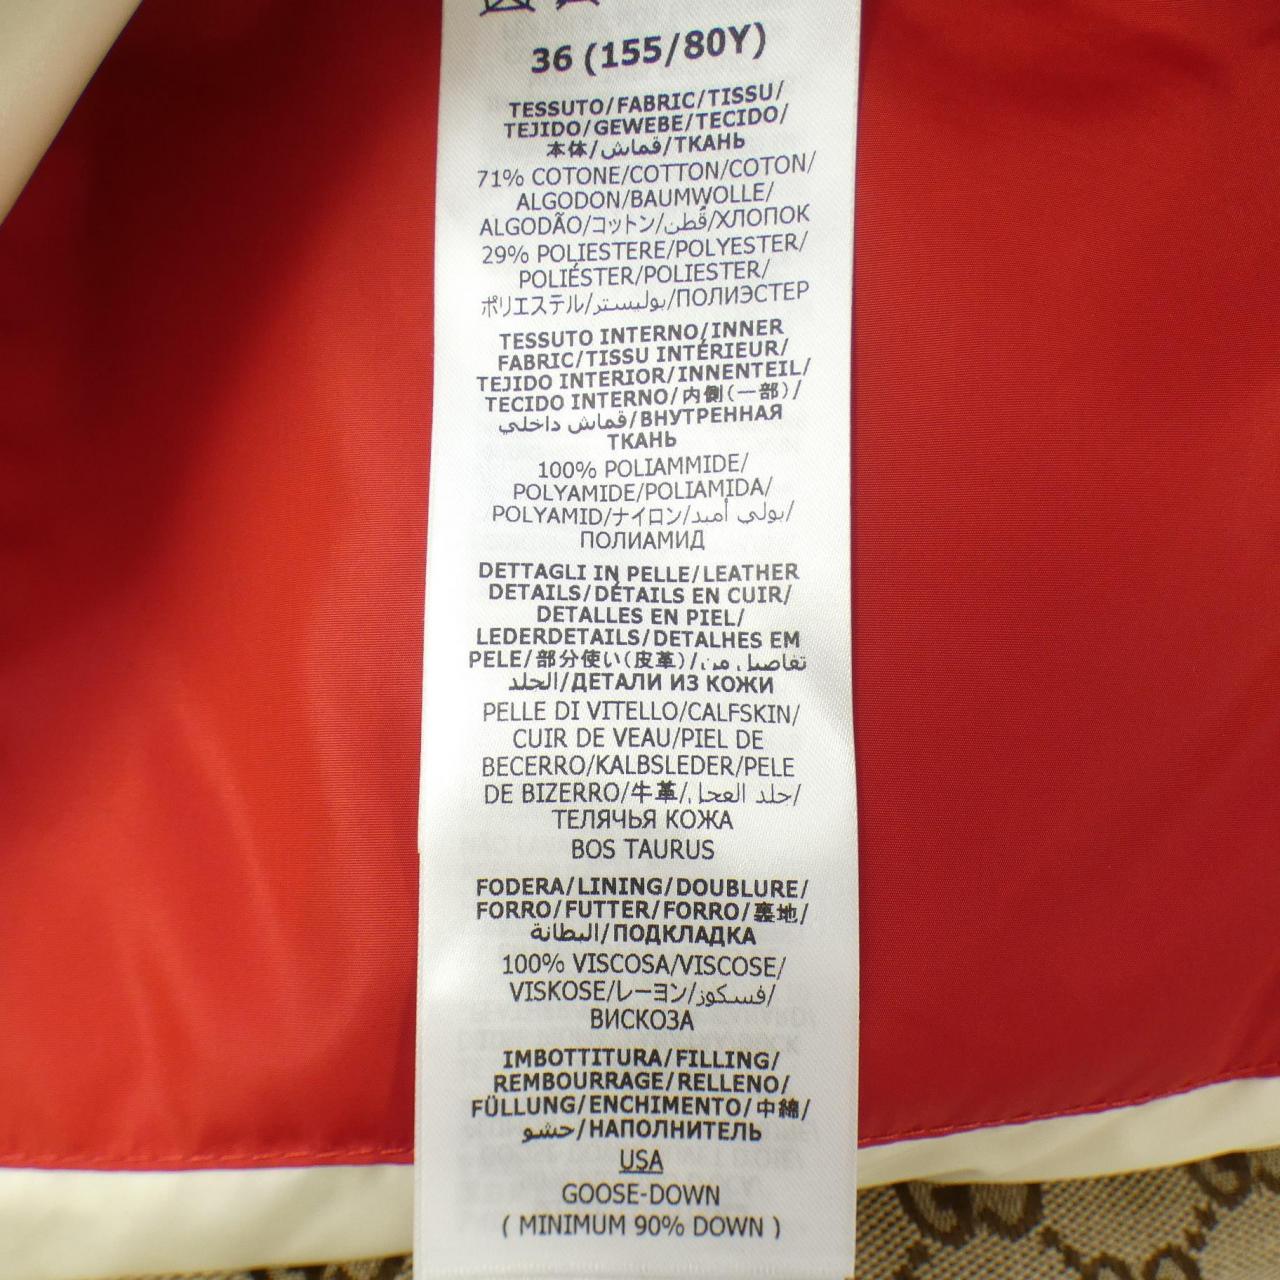 36 (155/80Y)
TESSUTO/FABRIC/TISSU/
TEJIDO/GEWEBE/TECIDO/
本体/قماش/ТКАНЬ
71% COTONE/COTTON/COTON/
ALGODON/BAUMWOLLE/
ALGODÃO/コットン/قطن/ХЛОПОК
29% POLIESTERE/POLYESTER/
POLIÉSTER/POLIESTER/
ポリエステル/بوليستر/ПОЛИЭСТЕР
TESSUTO INTERNO/INNER
FABRIC/TISSU INTÉRIEUR/
TEJIDO INTERIOR/INNENTEIL/
TECIDO INTERNO/内側(一部)/
قماش داخلي/ВНУТРЕННАЯ
ТКАНЬ
100% POLIAMMIDE/
POLYAMIDE/POLIAMIDA/
POLYAMID/ナイロン/بولي أميد/
ПОЛИАМИД
DETTAGLI IN PELLE/LEATHER
DETAILS/DÉTAILS EN CUIR/
DETALLES EN PIEL/
LEDERDETAILS/DETALHES EM
PELE/部分使い(皮革)/تفاصيل من
الجلد/ДЕТАЛИ ИЗ КОЖИ
PELLE DI VITELLO/CALFSKIN/
CUIR DE VEAU/PIEL DE
BECERRO/KALBSLEDER/PELE
DE BIZERRO/牛革/جلد العجل/
ТЕЛЯЧЬЯ КОЖА
BOS TAURUS
FODERA/LINING/DOUBLURE/
FORRO/FUTTER/FORRO/裏地/
البطانة/ПОДКЛАДКА
100% VISCOSA/VISCOSE/
VISKOSE/レーヨン/فسكوز/
ВИСКОЗА
IMBOTTITURA/FILLING/
REMBOURRAGE/RELLENO/
FÜLLUNG/ENCHIMENTO/中綿/
حشو/НАПОЛНИТЕЛЬ
USA
GOOSE-DOWN
( MINIMUM 90% DOWN )